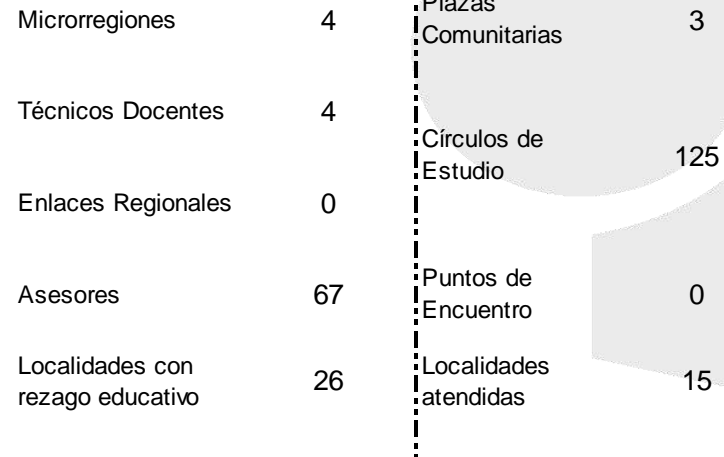 Microrregiones 4
Técnicos Docentes 4
Enlaces Regionales 0
Asesores 67
Localidades con
rezago educativo 26
Plazas
Comunitarias 3
Círculos de
Estudio 125
Puntos de
Encuentro 0
Localidades
atendidas 15